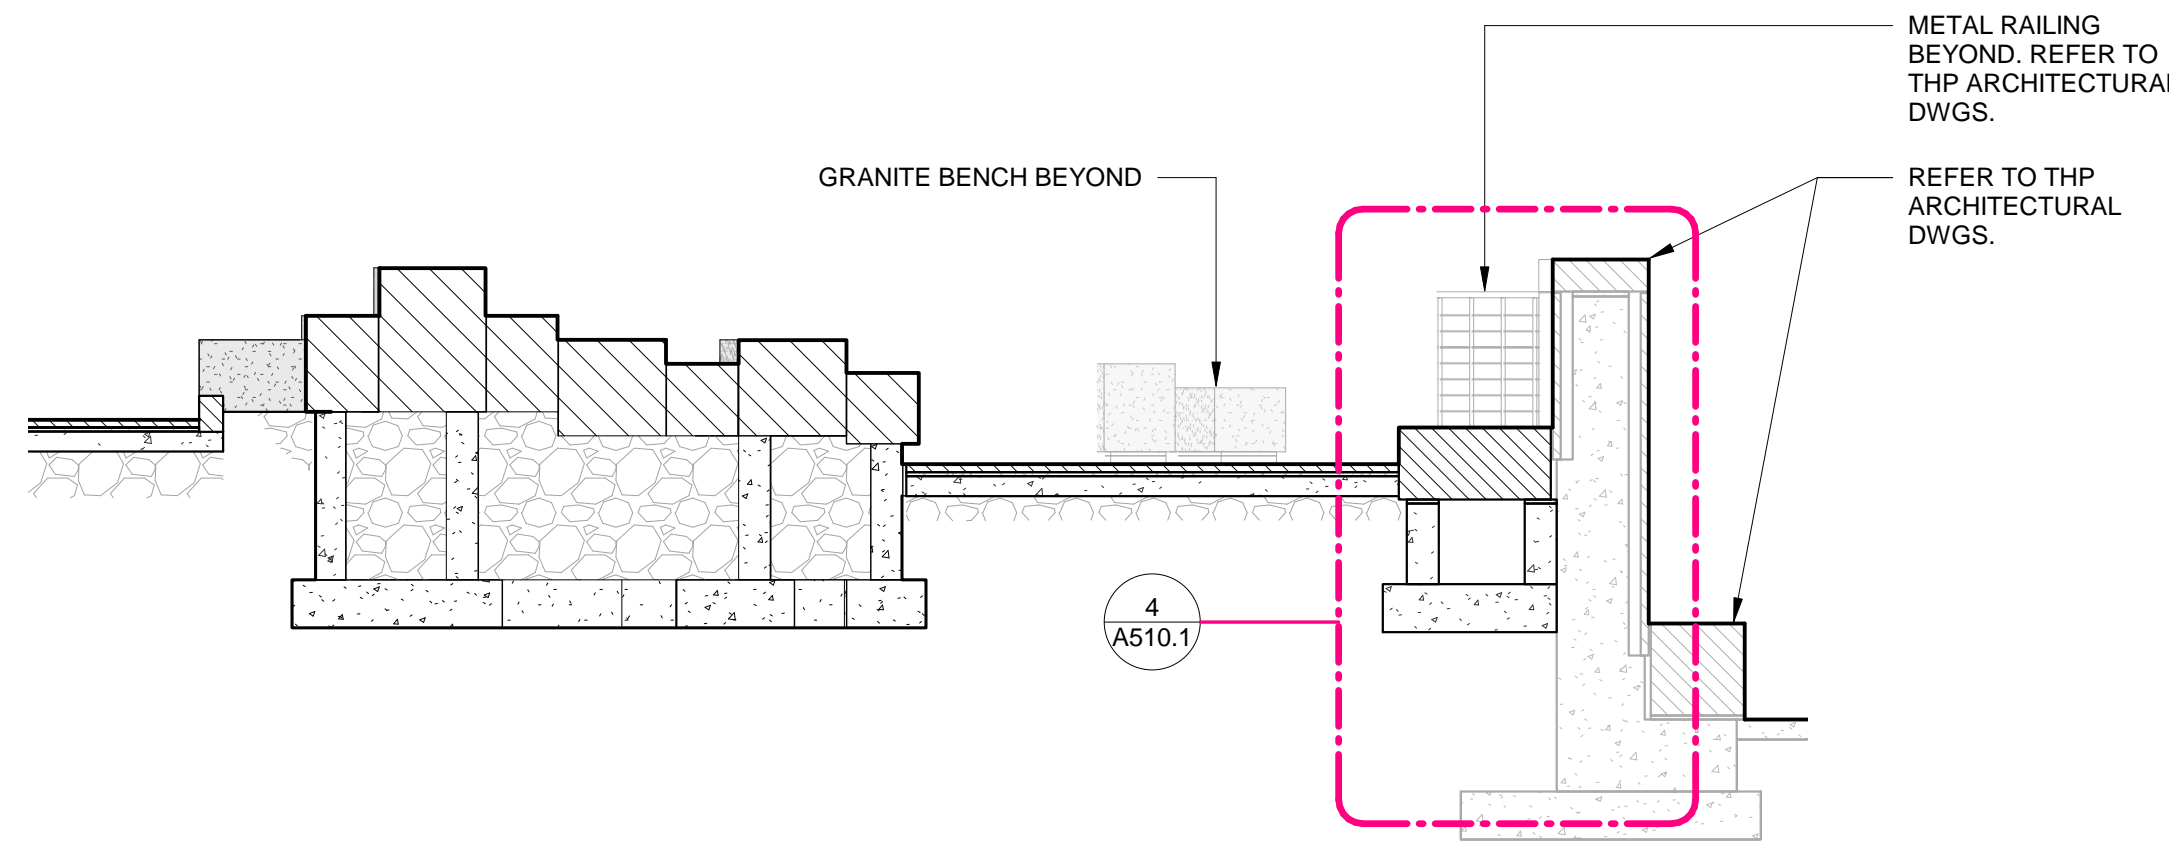 METAL RAILING
BEYOND. REFER TO
THP ARCHITECTURAL
DWGS.
GRANITE BENCH BEYOND
REFER TO THP
ARCHITECTURAL
DWGS.
4
A510.1